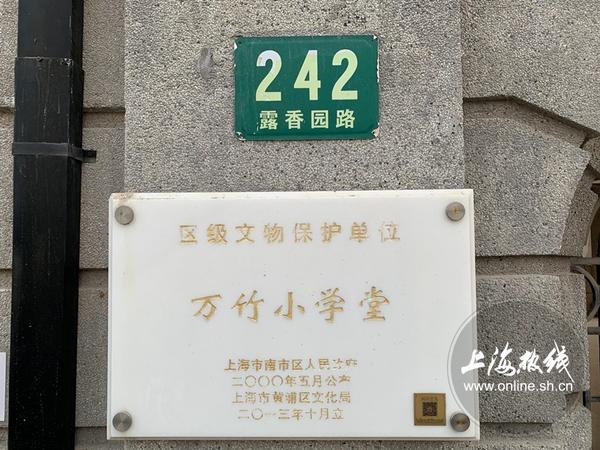 242
露香园路
区级文物保护单位
万竹小学堂
上海市南市区人民政府
二〇〇〇年五月公布
上海市黄浦区文化局
二〇一三年十月立
上海热线
www.online.sh.cn